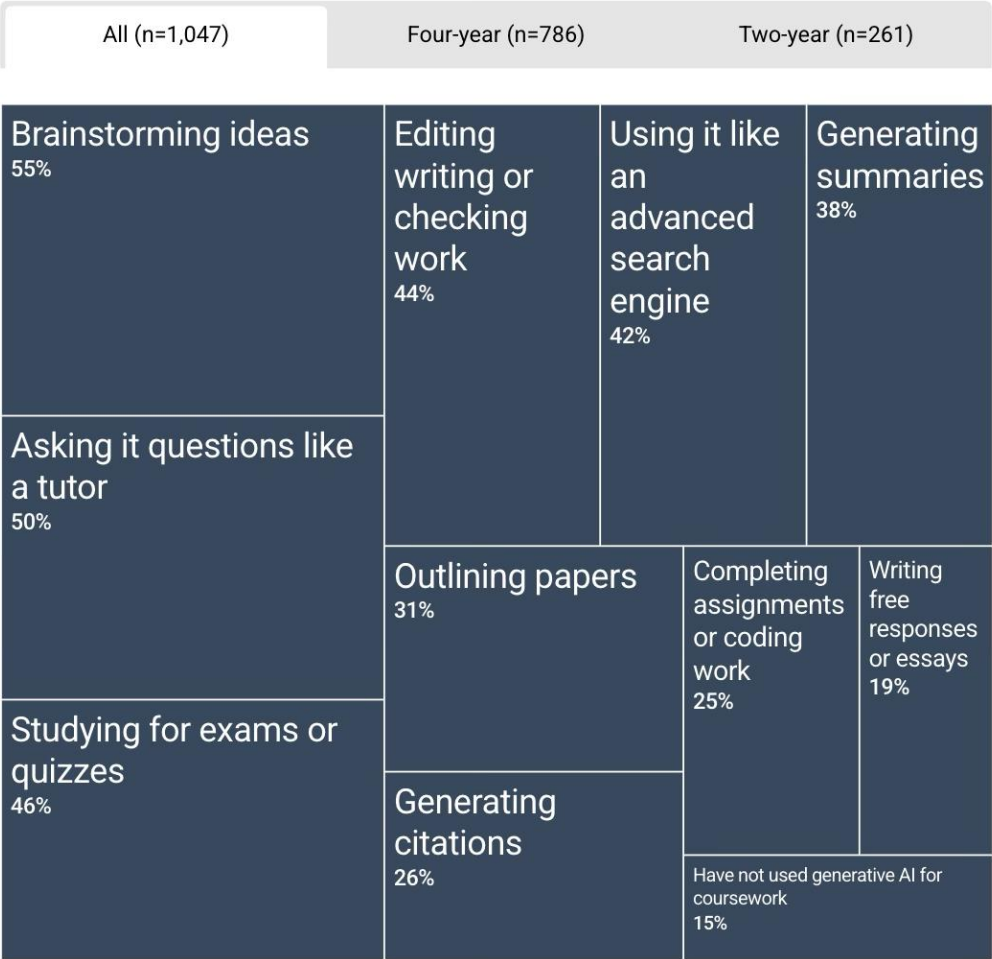 All (n=1,047)
Four-year (n=786)
Two-year (n=261)
Brainstorming ideas
55%
Asking it questions like
a tutor
50%
Studying for exams or
quizzes
46%
Editing
writing or
checking
work
44%
Using it like
an
advanced
search
engine
42%
Generating
summaries
38%
Outlining papers
31%
Generating
citations
26%
Completing
assignments
or coding
work
25%
Writing
free
responses
or essays
19%
Have not used generative AI for
coursework
15%